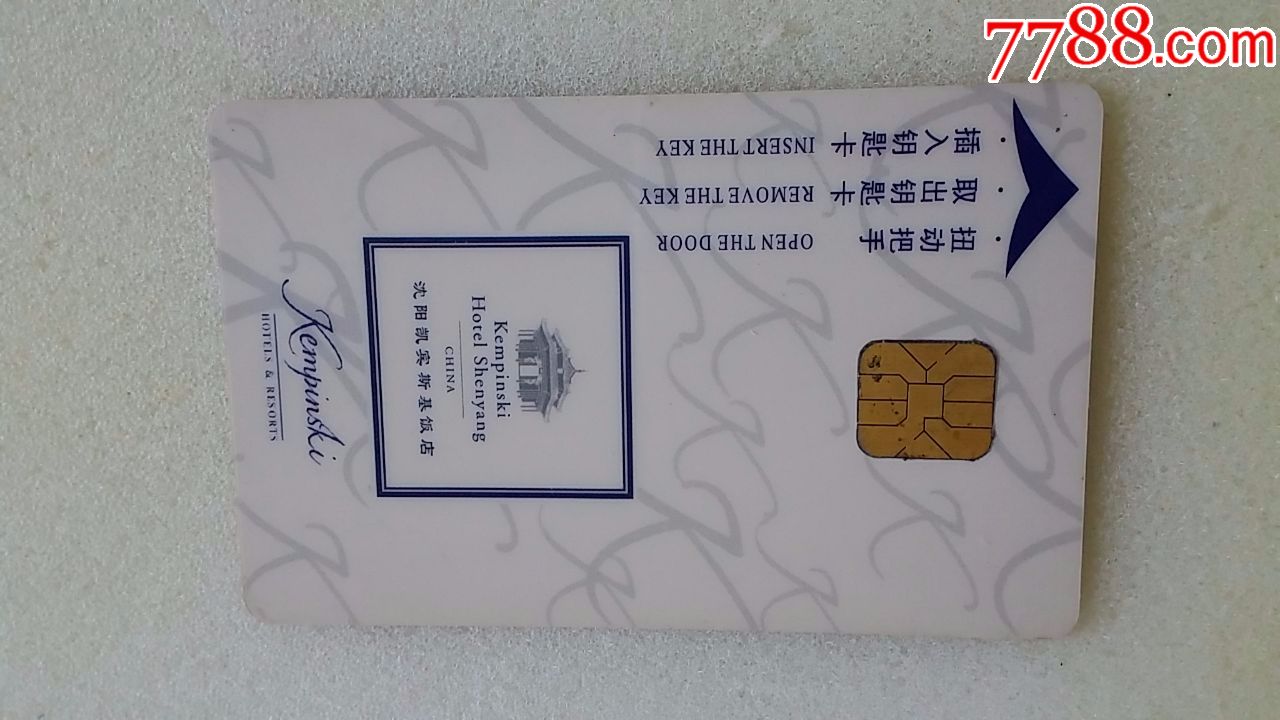 7788.com
· 插入钥匙卡 INSERT THE KEY
· 取出钥匙卡 REMOVE THE KEY
· 扭动把手 OPEN THE DOOR
Kempinski
Hotel Shenyang
CHINA
沈阳凯宾斯基饭店
Kempinski
HOTELS & RESORTS